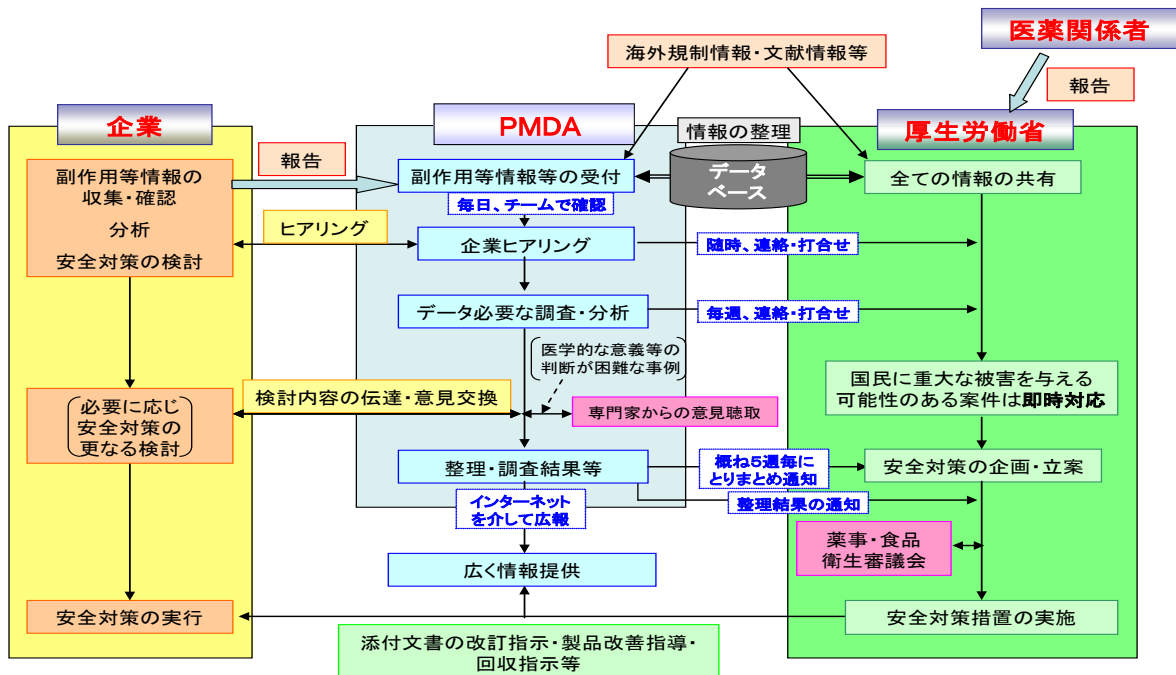 医薬関係者
海外規制情報・文献情報等
報告
企業
PMDA
情報の整理
厚生労働省
副作用等情報の
収集・確認
分析
安全対策の検討
報告
副作用等情報等の受付
データ
ベース
全ての情報の共有
毎日、チームで確認
ヒアリング
企業ヒアリング
随時、連絡・打合せ
データ必要な調査・分析
毎週、連絡・打合せ
医学的な意義等の
判断が困難な事例
国民に重大な被害を与える
可能性のある案件は即時対応
検討内容の伝達・意見交換
専門家からの意見聴取
必要に応じ
安全対策の
更なる検討
整理・調査結果等
概ね5週毎に
とりまとめ通知
安全対策の企画・立案
インターネット
を介して広報
整理結果の通知
薬事・食品
衛生審議会
広く情報提供
安全対策の実行
安全対策措置の実施
添付文書の改訂指示・製品改善指導・
回収指示等